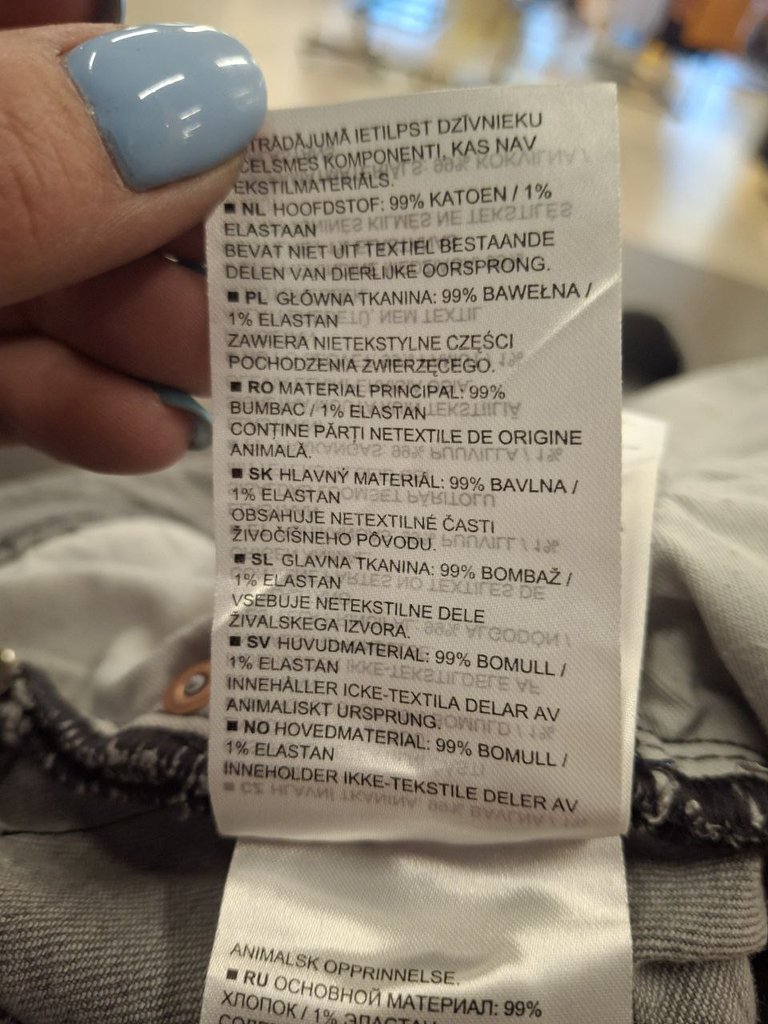 IETILPST DZĪVNIEKU
KOMPONENTI, KAS NAV
■ NL HOOFDSTOF: 99% KATOEN / 1%
ELASTAAN
BEVAT NIET UIT TEXTIEL BESTAANDE
DELEN VAN DIERLIJKE OORSPRONG.
■ PL GŁÓWNA TKANINA: 99% BAWEŁNA /
1% ELASTAN
ZAWIERA NIETEKSTYLNE CZĘŚCI
POCHODZENIA ZWIERZĘCEGO.
■ RO MATERIAL PRINCIPAL: 99%
BUMBAC / 1% ELASTAN
CONȚINE PĂRȚI NETEXTILE DE ORIGINE
ANIMALĂ.
■ SK HLAVNÝ MATERIÁL: 99% BAVLNA /
1% ELASTAN
OBSAHUJE NETEXTILNÉ ČASTI
ŽIVOČÍŠNEHO PÔVODU.
■ SL GLAVNA TKANINA: 99% BOMBAŽ /
1% ELASTAN
VSEBUJE NETEKSTILNE DELE
ŽIVALSKEGA IZVORA.
■ SV HUVUDMATERIAL: 99% BOMULL /
1% ELASTAN
INNEHÅLLER ICKE-TEXTILA DELAR AV
ANIMALISKT URSPRUNG.
■ NO HOVEDMATERIAL: 99% BOMULL /
1% ELASTAN
INNEHOLDER IKKE-TEKSTILE DELER AV
ANIMALSK OPPRINNELSE.
■ RU ОСНОВНОЙ МАТЕРИАЛ: 99%
ХЛОПОК / 1% ЭЛАСТАН